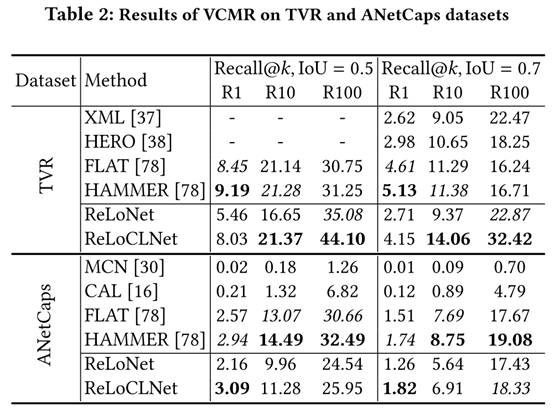 Table 2: Results of VCMR on TVR and ANetCaps datasets
Dataset Method Recall@k, IoU = 0.5 Recall@k, IoU = 0.7
R1 R10 R100 R1 R10 R100
TVR
XML [37] - - - 2.62 9.05 22.47
HERO [38] - - - 2.98 10.65 18.25
FLAT [78] 8.45 21.14 30.75 4.61 11.29 16.24
HAMMER [78] 9.19 21.28 31.25 5.13 11.38 16.71
ReLoNet 5.46 16.65 35.08 2.71 9.37 22.87
ReLoCLNet 8.03 21.37 44.10 4.15 14.06 32.42
ANetCaps
MCN [30] 0.02 0.18 1.26 0.01 0.09 0.70
CAL [16] 0.21 1.32 6.82 0.12 0.89 4.79
FLAT [78] 2.57 13.07 30.66 1.51 7.69 17.67
HAMMER [78] 2.94 14.49 32.49 1.74 8.75 19.08
ReLoNet 2.16 9.96 24.54 1.26 5.64 17.43
ReLoCLNet 3.09 11.28 25.95 1.82 6.91 18.33